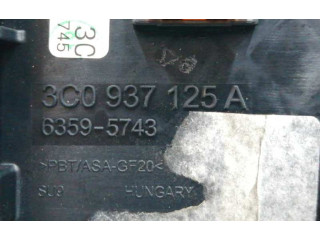 3C
745
3C0 937 125 A
6359-5743
>PBT/ASA-GF20<
HUNGARY